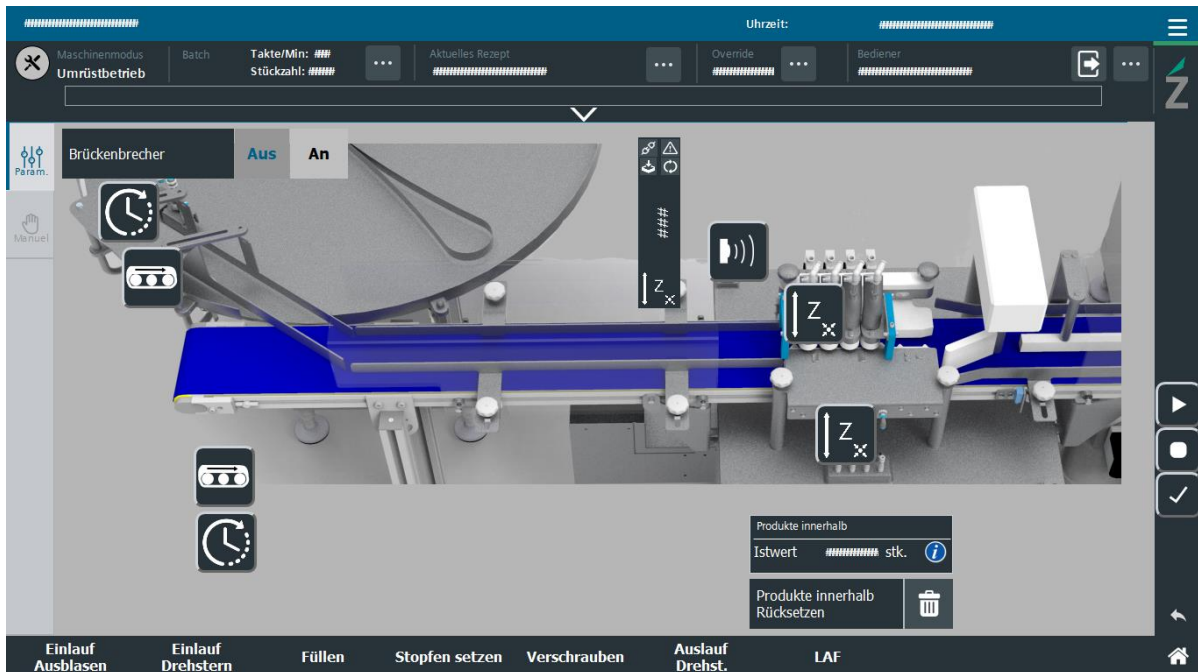 ##############################
Uhrzeit:
##############################
Maschinenmodus
Umrüstbetrieb
Batch
Takte/Min: ####
Stückzahl: ######
...
Aktuelles Rezept
##############################
...
Override
################
...
Bediener
##############################
...
Z
Param.
Manuel
Brückenbrecher
Aus
An
###
Z
Z
Z
Produkte innerhalb
Istwert ############## stk. i
Produkte innerhalb
Rücksetzen
Einlauf
Ausblasen
Einlauf
Drehstern
Füllen
Stopfen setzen
Verschrauben
Auslauf
Drehst.
LAF